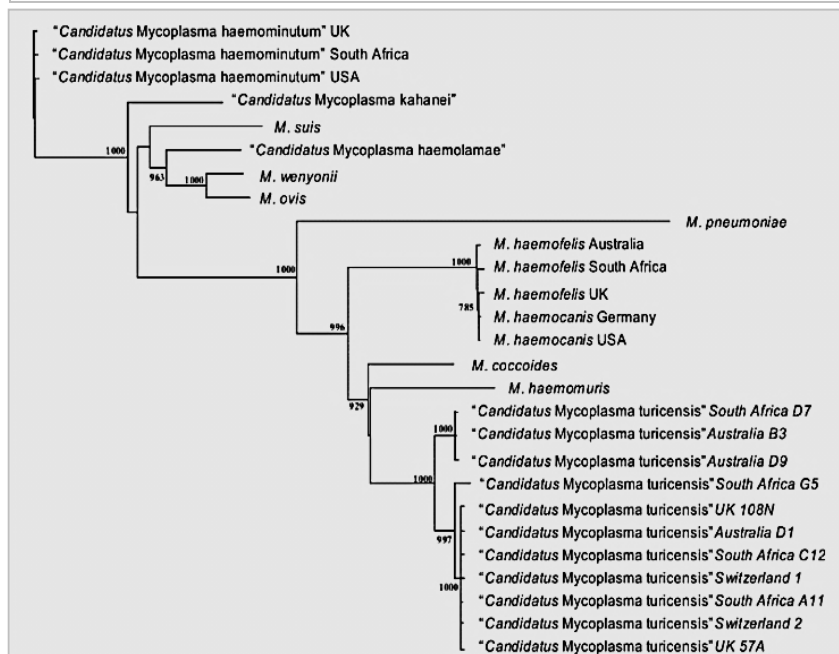 "Candidatus Mycoplasma haemominutum" UK
"Candidatus Mycoplasma haemominutum" South Africa
"Candidatus Mycoplasma haemominutum" USA
"Candidatus Mycoplasma kahanei"
M. suis
1000
"Candidatus Mycoplasma haemolamae"
963
1000
M. wenyonii
M. ovis
M. pneumoniae
M. haemofelis Australia
1000
M. haemofelis South Africa
1000
M. haemofelis UK
785
M. haemocanis Germany
996
M. haemocanis USA
M. coccoides
M. haemomuris
929
"Candidatus Mycoplasma turicensis" South Africa D7
1000
"Candidatus Mycoplasma turicensis" Australia B3
"Candidatus Mycoplasma turicensis" Australia D9
1000
"Candidatus Mycoplasma turicensis" South Africa G5
"Candidatus Mycoplasma turicensis" UK 108N
"Candidatus Mycoplasma turicensis" Australia D1
997
"Candidatus Mycoplasma turicensis" South Africa C12
"Candidatus Mycoplasma turicensis" Switzerland 1
1000
"Candidatus Mycoplasma turicensis" South Africa A11
"Candidatus Mycoplasma turicensis" Switzerland 2
"Candidatus Mycoplasma turicensis" UK 57A